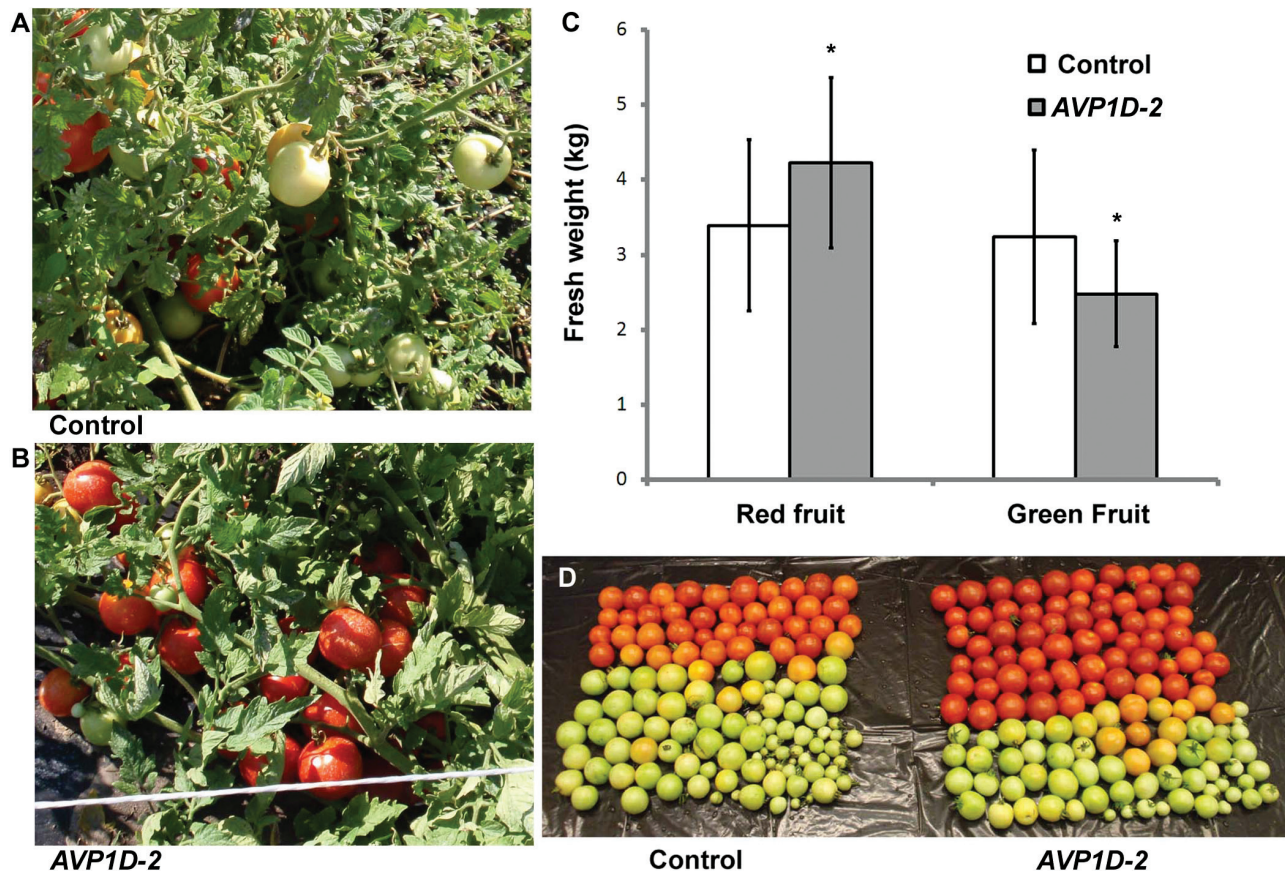 A
Control
B
AVP1D-2
C
6
5
4
3
2
1
0
Fresh weight (kg)
Control
AVP1D-2
*
*
Red fruit
Green Fruit
D
Control
AVP1D-2